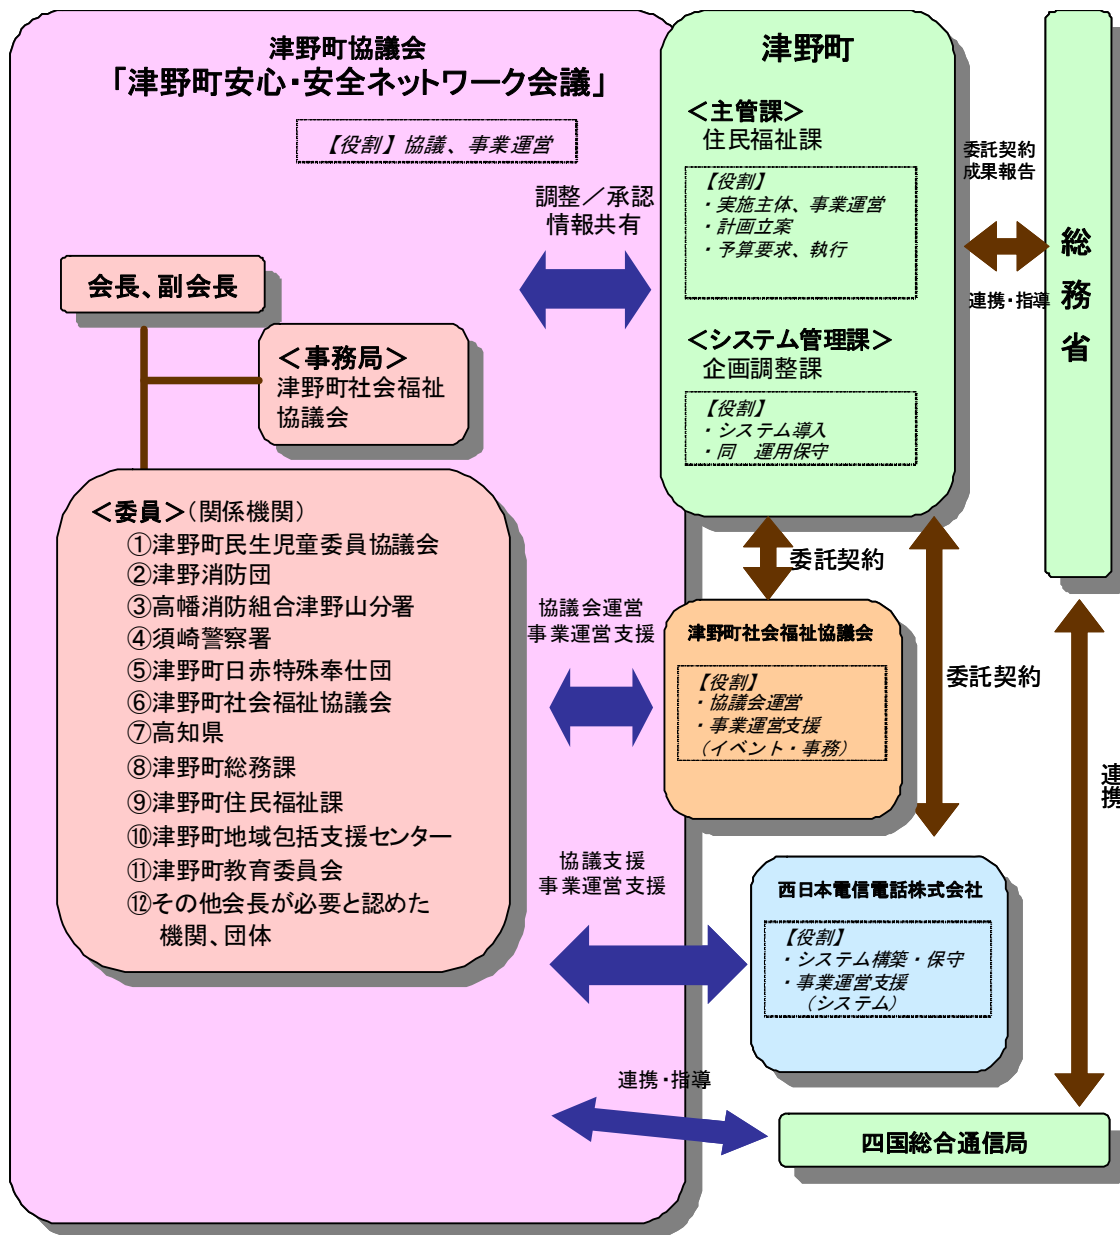 津野町協議会
「津野町安心・安全ネットワーク会議」
【役割】協議、事業運営
調整／承認
情報共有
会長、副会長
＜事務局＞
津野町社会福祉
協議会
＜委員＞（関係機関）
①津野町民生児童委員協議会
②津野消防団
③高幡消防組合津野山分署
④須崎警察署
⑤津野町日赤特殊奉仕団
⑥津野町社会福祉協議会
⑦高知県
⑧津野町総務課
⑨津野町住民福祉課
⑩津野町地域包括支援センター
⑪津野町教育委員会
⑫その他会長が必要と認めた
機関、団体
協議会運営
事業運営支援
協議支援
事業運営支援
連携・指導
津野町
＜主管課＞
住民福祉課
【役割】
・実施主体、事業運営
・計画立案
・予算要求、執行
＜システム管理課＞
企画調整課
【役割】
・システム導入
・同　運用保守
委託契約
成果報告
連携・指導
総務省
委託契約
津野町社会福祉協議会
【役割】
・協議会運営
・事業運営支援
（イベント・事務）
委託契約
連携
西日本電信電話株式会社
【役割】
・システム構築・保守
・事業運営支援
（システム）
四国総合通信局